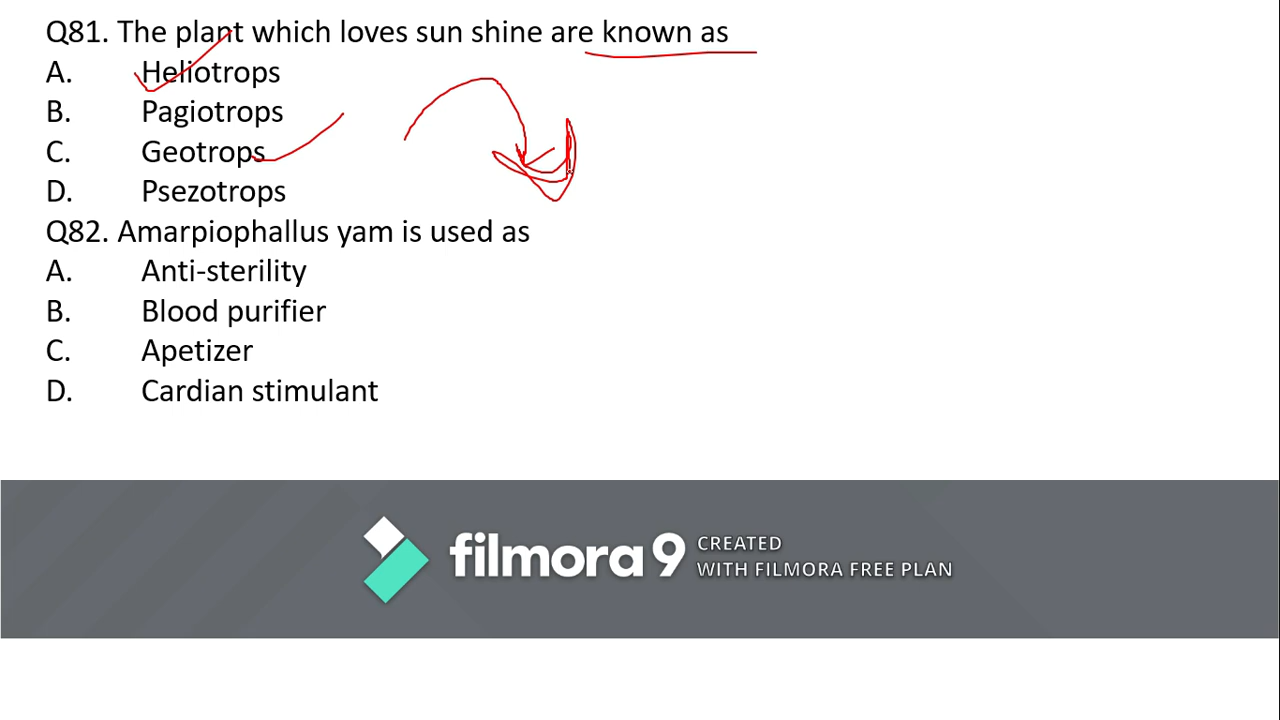 Q81. The plant which loves sun shine are known as
A. Heliotrops
B. Pagiotrops
C. Geotrops
D. Psezotrops
Q82. Amarpiophallus yam is used as
A. Anti-sterility
B. Blood purifier
C. Apetizer
D. Cardian stimulant
filmora 9 CREATED
WITH FILMORA FREE PLAN